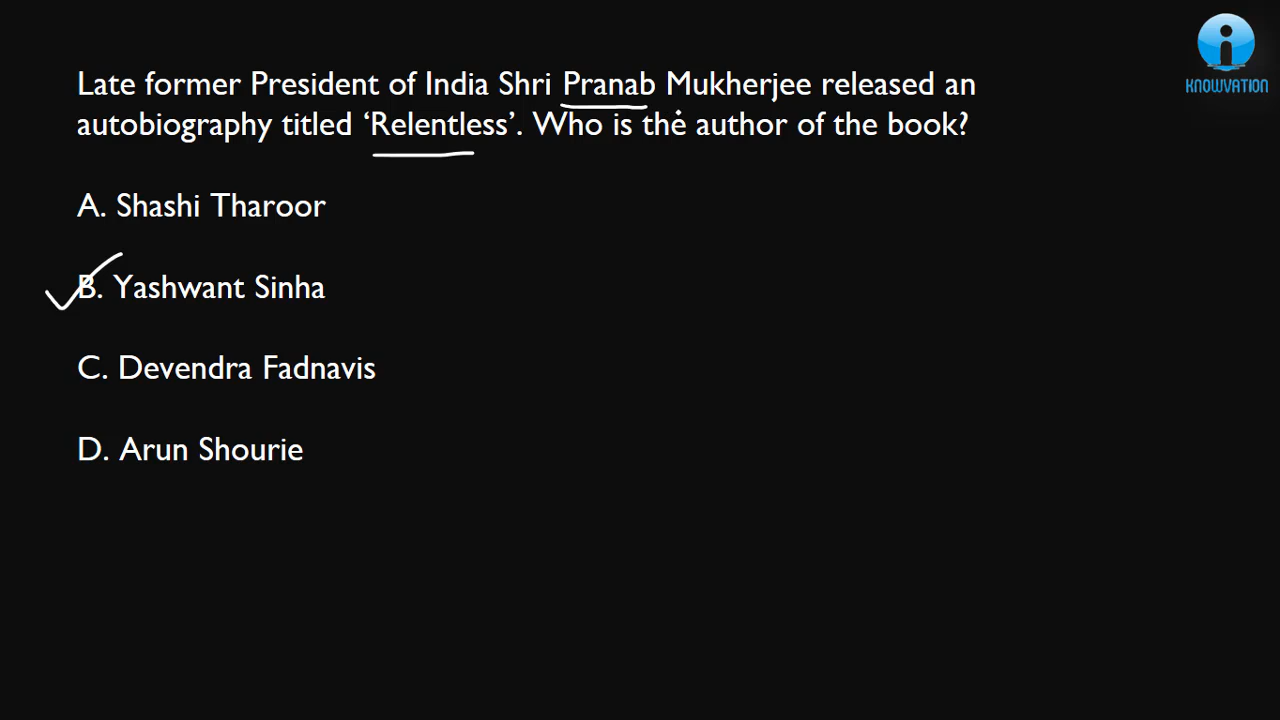 KNOWVATION
Late former President of India Shri Pranab Mukherjee released an
autobiography titled ‘Relentless’. Who is the author of the book?
A. Shashi Tharoor
B. Yashwant Sinha
C. Devendra Fadnavis
D. Arun Shourie